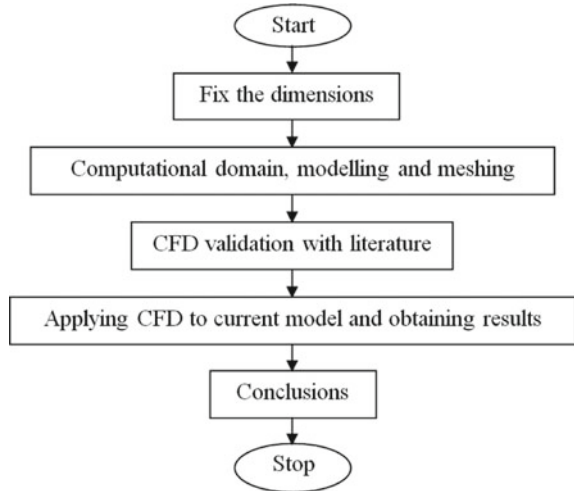 Start
Fix the dimensions
Computational domain, modelling and meshing
CFD validation with literature
Applying CFD to current model and obtaining results
Conclusions
Stop